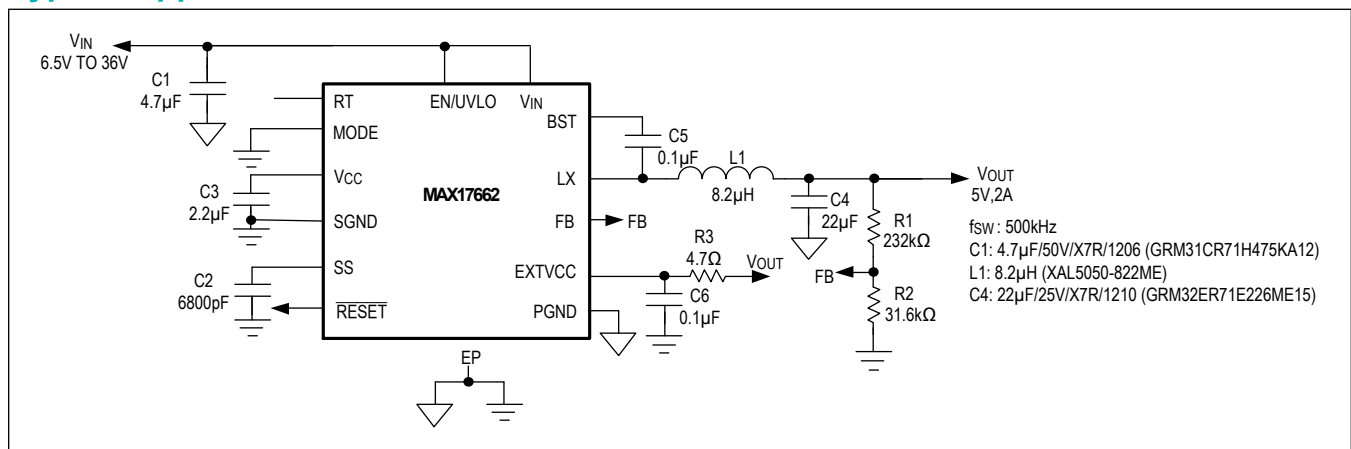 VIN
6.5V TO 36V
C1
4.7µF
RT
EN/UVLO
VIN
MODE
BST
C5
0.1µF
L1
8.2µH
VCC
C3
2.2µF
MAX17662
LX
VOUT
5V,2A
C4
22µF
R1
232kΩ
SGND
FB
FB
SS
C2
6800pF
R3
4.7Ω
VOUT
EXTVCC
FB
RESET
C6
0.1µF
R2
31.6kΩ
PGND
EP
fSW : 500kHz
C1: 4.7µF/50V/X7R/1206 (GRM31CR71H475KA12)
L1: 8.2µH (XAL5050-822ME)
C4: 22µF/25V/X7R/1210 (GRM32ER71E226ME15)